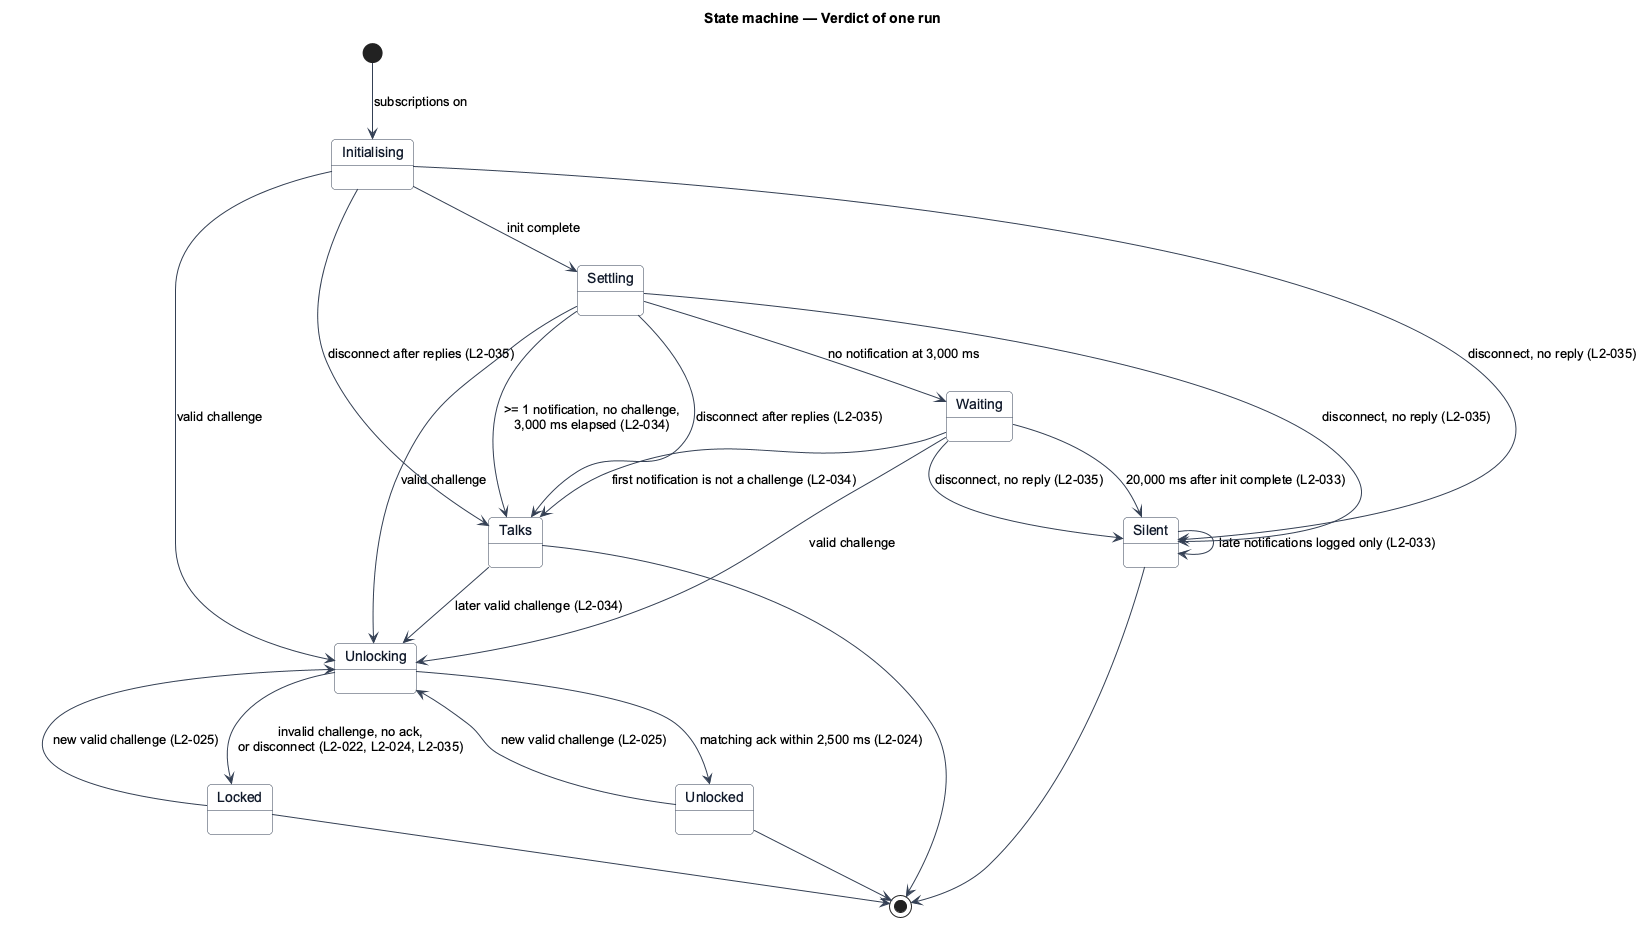 State machine — Verdict of one run
subscriptions on
Initialising
init complete
Settling
disconnect after replies (L2-035)
no notification at 3,000 ms
disconnect, no reply (L2-035)
Waiting
valid challenge
>= 1 notification, no challenge,
3,000 ms elapsed (L2-034)
disconnect after replies (L2-035)
disconnect, no reply (L2-035)
valid challenge
first notification is not a challenge (L2-034)
disconnect, no reply (L2-035)
20,000 ms after init complete (L2-033)
Talks
Silent
valid challenge
late notifications logged only (L2-033)
later valid challenge (L2-034)
Unlocking
new valid challenge (L2-025)
invalid challenge, no ack,
or disconnect (L2-022, L2-024, L2-035)
new valid challenge (L2-025)
matching ack within 2,500 ms (L2-024)
Locked
Unlocked